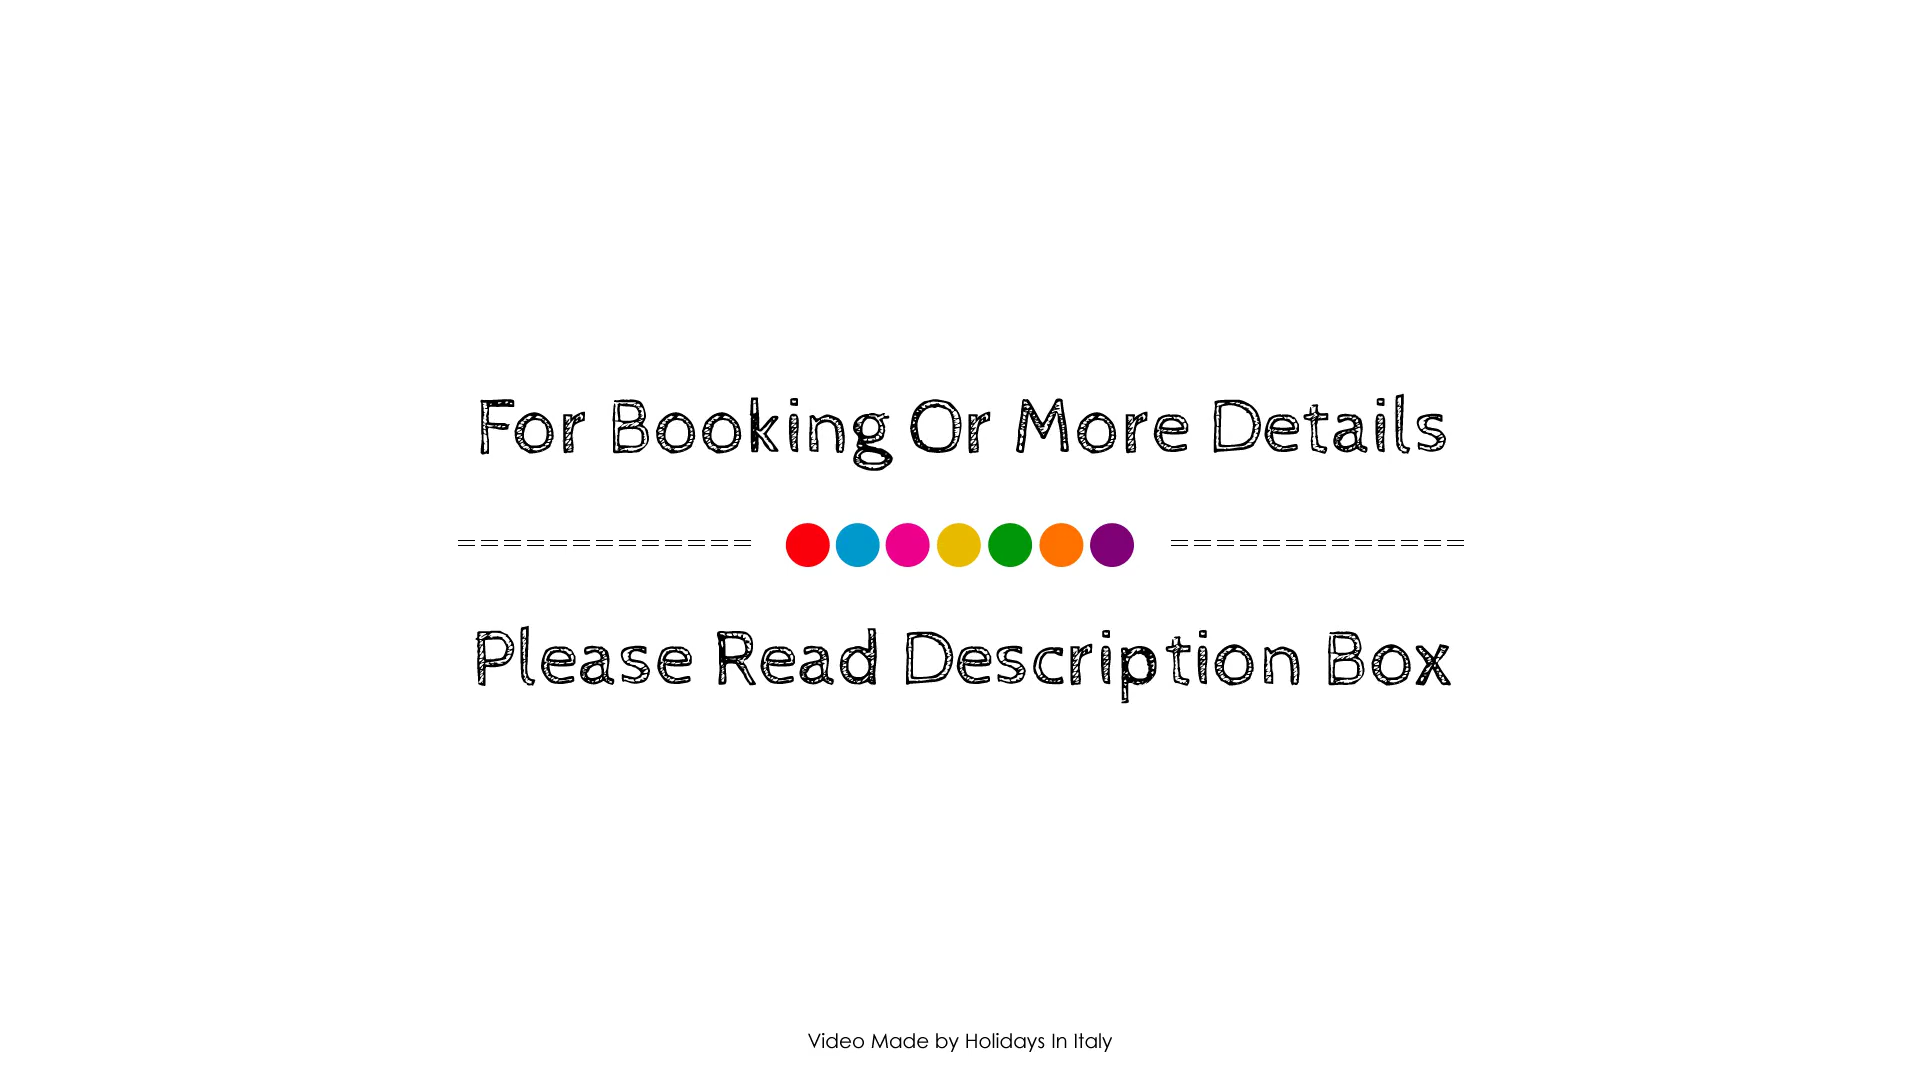 For Booking Or More Details
============= =============
Please Read Description Box
Video Made by Holidays In Italy